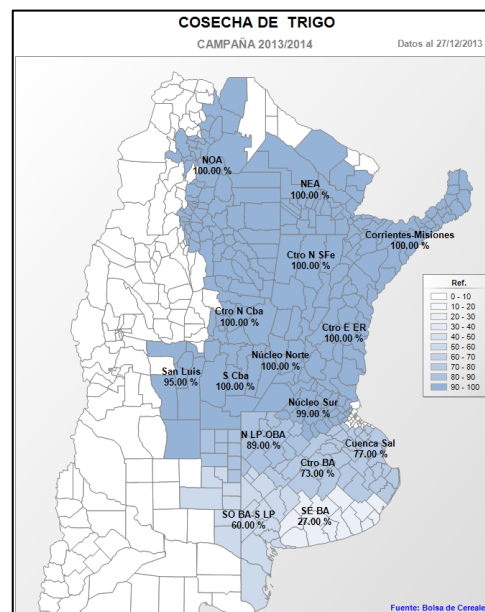 COSECHA DE TRIGO
CAMPAÑA 2013/2014
Datos al 27/12/2013
NOA
100.00 %
NEA
100.00 %
Corrientes-Misiones
100.00 %
Ctro N SFe
100.00 %
Ctro N Cba
100.00 %
Ctro E ER
100.00 %
Núcleo Norte
100.00 %
San Luis
95.00 %
S Cba
100.00 %
Núcleo Sur
99.00 %
N LP-OBA
89.00 %
Cuenca Sal
77.00 %
Ctro BA
73.00 %
SO BA-S LP
60.00 %
SE BA
27.00 %
Ref.
0 - 10
10 - 20
20 - 30
30 - 40
40 - 50
50 - 60
60 - 70
70 - 80
80 - 90
90 - 100
Fuente: Bolsa de Cereale